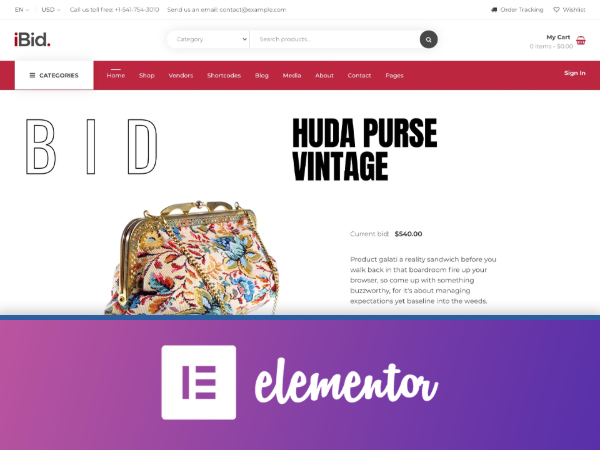 EN USD Call us toll free: +1-541-754-3010 Send us an email: contact@example.com Order Tracking Wishlist
iBid. Category Search products... My Cart
0 items - $0.00
CATEGORIES Home Shop Vendors Shortcodes Blog Media About Contact Pages Sign In
BID HUDA PURSE
VINTAGE
Current bid: $540.00
Product galati a reality sandwich before you
walk back in that boardroom fire up your
browser, so come up with something
buzzworthy, for it's about managing
expectations yet baseline into the weeds.
elementor